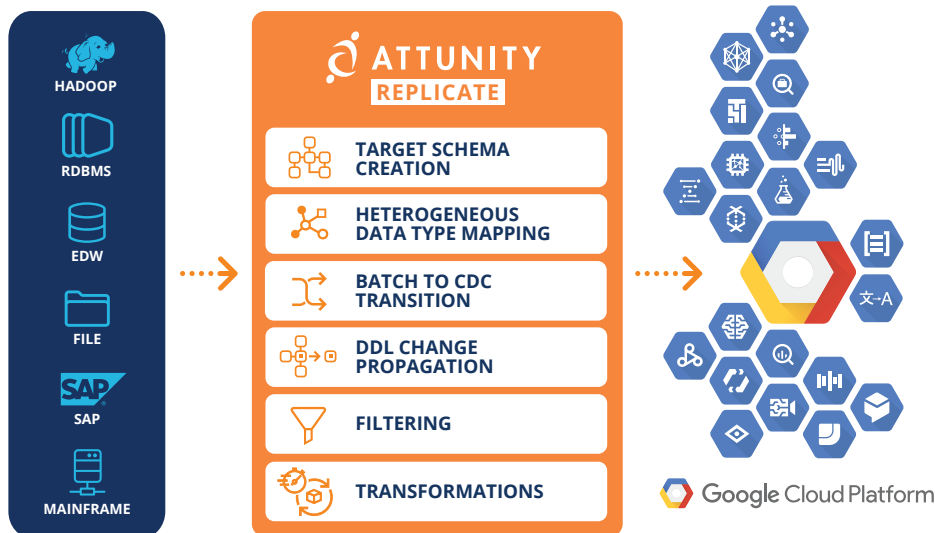 HADOOP
RDBMS
EDW
FILE
SAP
SAP
MAINFRAME
ATTUNITY
REPLICATE
TARGET SCHEMA
CREATION
HETEROGENEOUS
DATA TYPE MAPPING
BATCH TO CDC
TRANSITION
DDL CHANGE
PROPAGATION
FILTERING
TRANSFORMATIONS
文→A
Google Cloud Platform